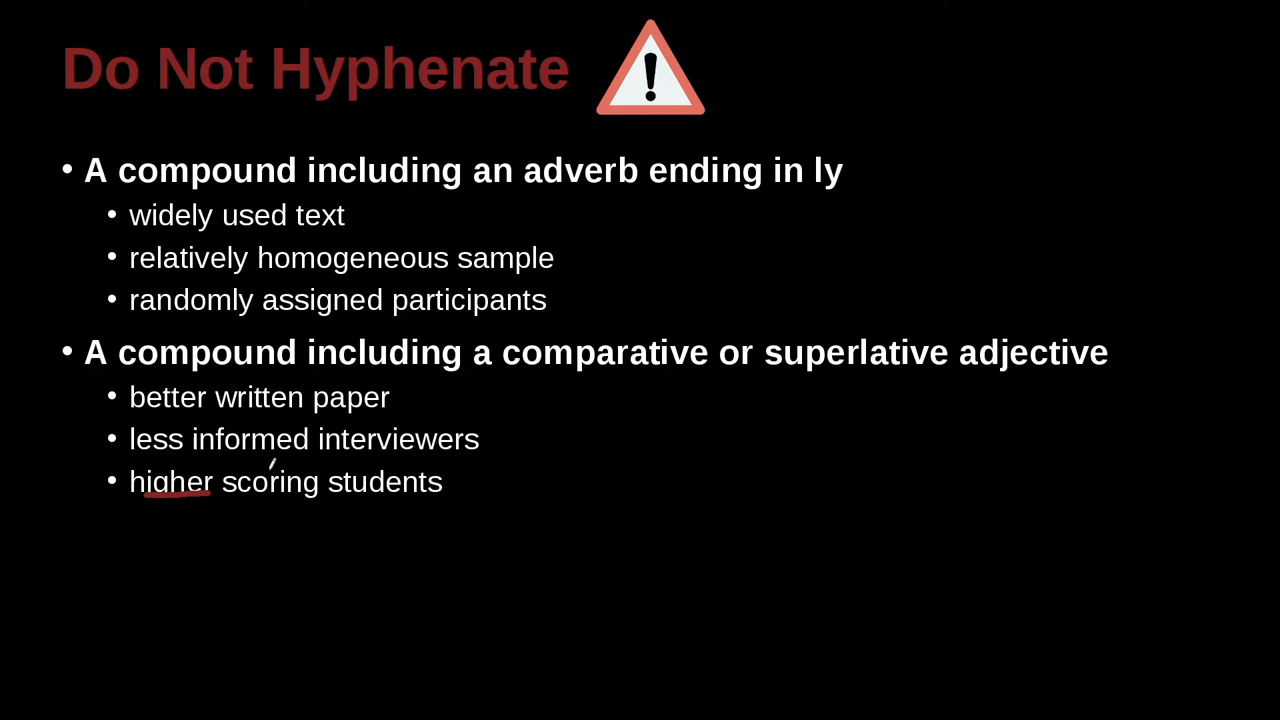 Do Not Hyphenate
• A compound including an adverb ending in ly
• widely used text
• relatively homogeneous sample
• randomly assigned participants
• A compound including a comparative or superlative adjective
• better written paper
• less informed interviewers
• higher scoring students